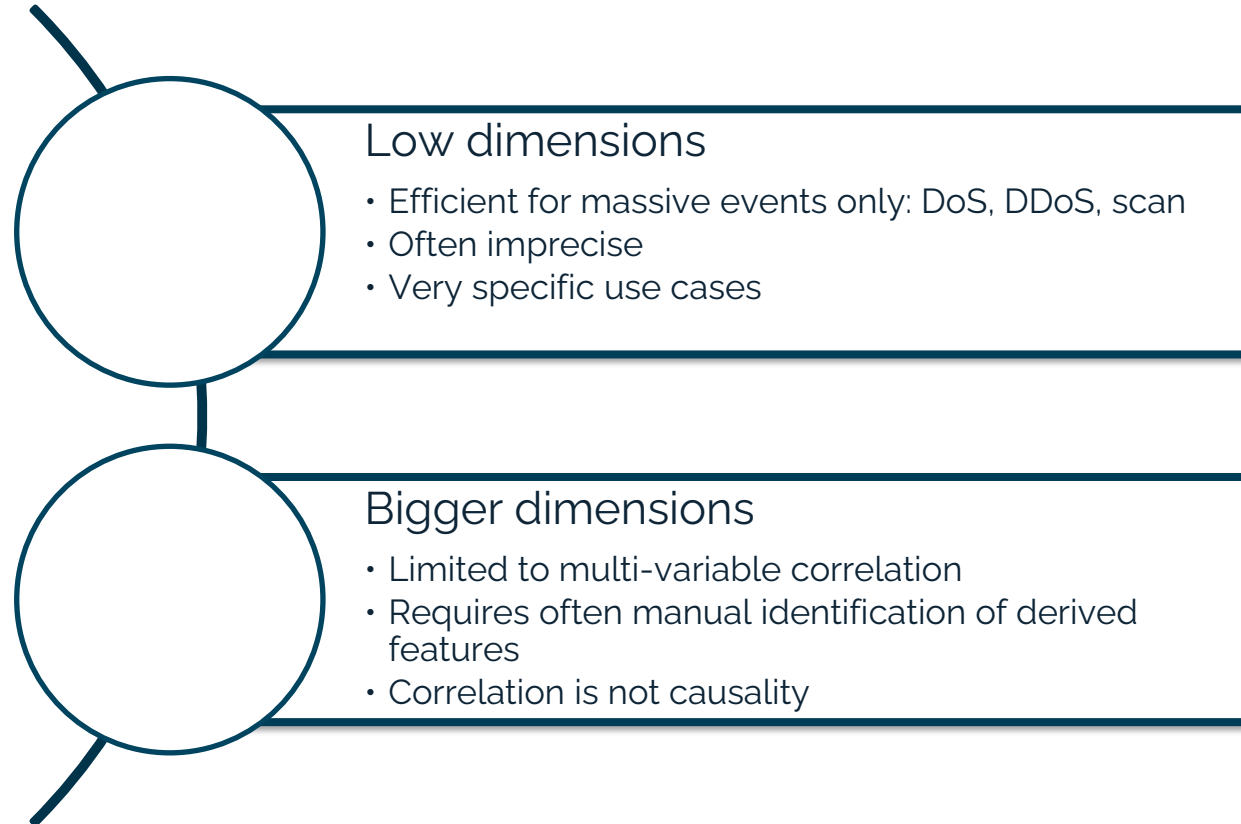 Low dimensions
• Efficient for massive events only: DoS, DDoS, scan
• Often imprecise
• Very specific use cases
Bigger dimensions
• Limited to multi-variable correlation
• Requires often manual identification of derived
features
• Correlation is not causality